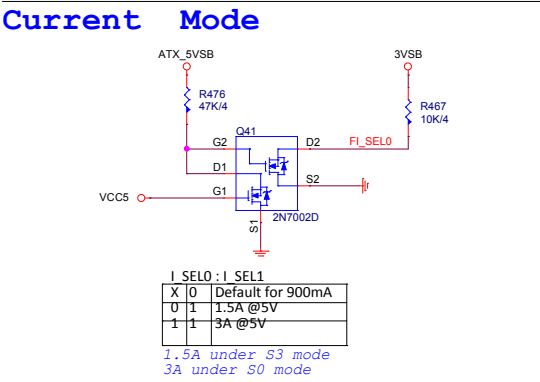 Current Mode
ATX_5VSB
3VSB
R476
47K/4
R467
10K/4
Q41
G2
D2
FI_SEL0
D1
S2
VCC5
G1
2N7002D
S1
I_SEL0 : I_SEL1
X 0 Default for 900mA
0 1 1.5A @5V
1 1 3A @5V
1.5A under S3 mode
3A under S0 mode